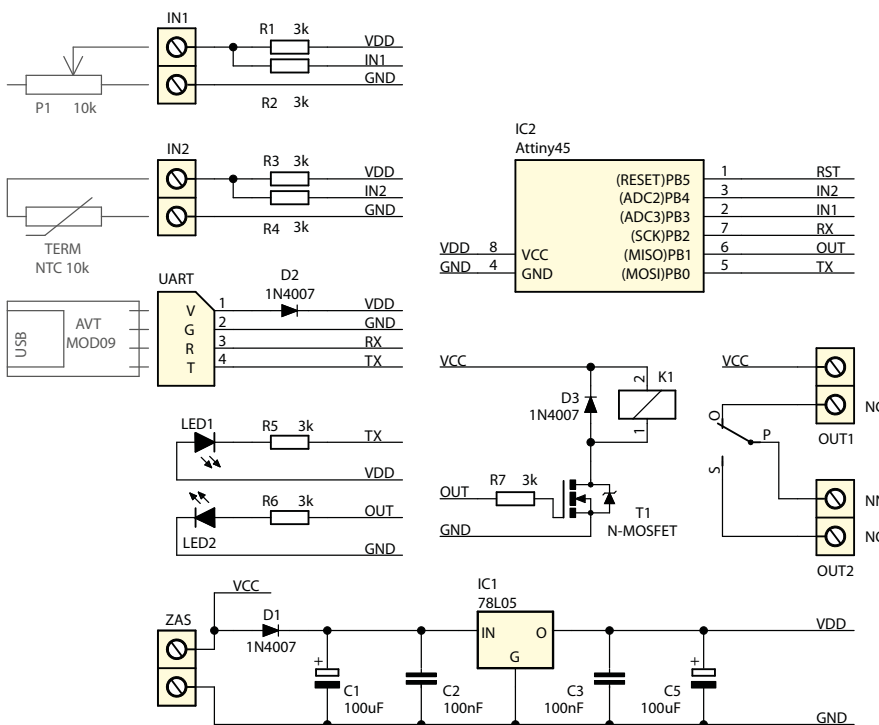 IN1
R1 3k
VDD
IN1
GND
P1 10k
R2 3k
IN2
R3 3k
VDD
IN2
GND
R4 3k
TERM
NTC 10k
UART
USB
AVT
MOD09
V
G
R
T
1
2
3
4
D2
1N4007
VDD
GND
RX
TX
LED1
R5 3k
TX
VDD
R6 3k
OUT
LED2
GND
IC2
Attiny45
(RESET)PB5
(ADC2)PB4
(ADC3)PB3
(SCK)PB2
(MISO)PB1
(MOSI)PB0
1
3
2
7
6
5
RST
IN2
IN1
RX
OUT
TX
VDD 8 VCC
GND 4 GND
VCC
D3
1N4007
2
1
K1
OUT
R7 3k
T1
N-MOSFET
GND
VCC
O
P
S
OUT1
OUT2
ZAS
VCC
D1
1N4007
IC1
78L05
IN O
G
VDD
+
C1
100uF
C2
100nF
C3
100nF
+
C5
100uF
GND